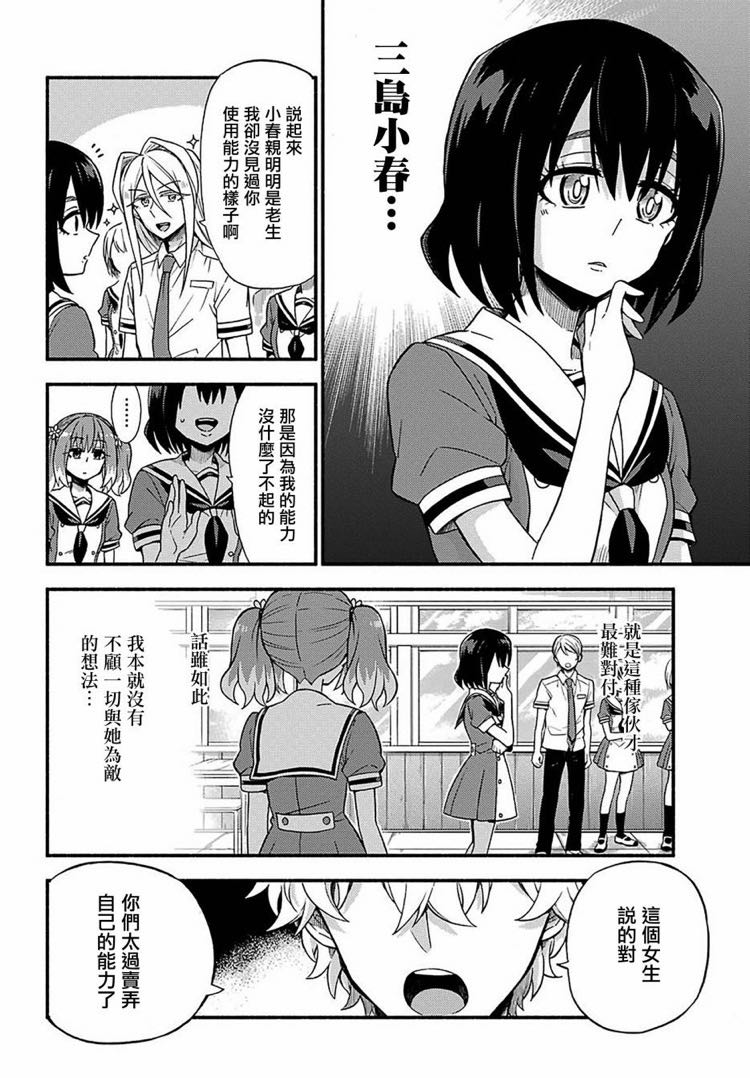 三島小春…
説起來
小春親明明是老生
我卻沒見過你
使用能力的樣子啊
那是因為我的能力
沒什麼了不起的
……
就是這種傢伙才
最難對付
話雖如此
我本就沒有
不顧一切與她為敵
的想法…
這個女生
説的對
你們太過賣弄
自己的能力了